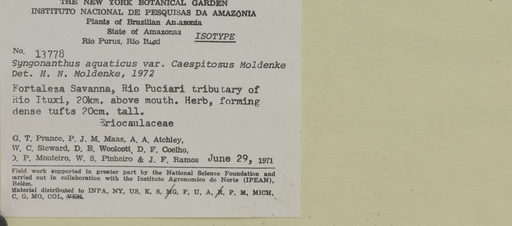 THE NEW YORK BOTANICAL GARDEN
INSTITUTO NACIONAL DE PESQUISAS DA AMAZÔNIA
Plants of Brazilian Amazonia
State of Amazonas
ISOTYPE
Rio Purus, Rio Ituxi
No. 13778
Syngonanthus aquaticus var. Caespitosus Moldenke
Det. H. N. Moldenke, 1972
Fortaleza Savanna, Rio Puciari tributary of
Rio Ituxi, 20km. above mouth. Herb, forming
dense tufts 20cm. tall.
Eriocaulaceae
G. T. Prance, P. J. M. Maas, A. A. Atchley,
W. C. Steward, D. B. Woolcott, D. F. Coelho,
O. P. Monteiro, W. S. Pinheiro & J. F. Ramos June 29, 1971
Field work supported in greater part by the National Science Foundation and
carried out in collaboration with the Instituto Agronomico do Norte (IPEAN),
Belém.
Material distributed to INPA, NY, US, K, S, MG, F, U, A, R, P, M, MICH,
C, G, MO, COL, VEN.